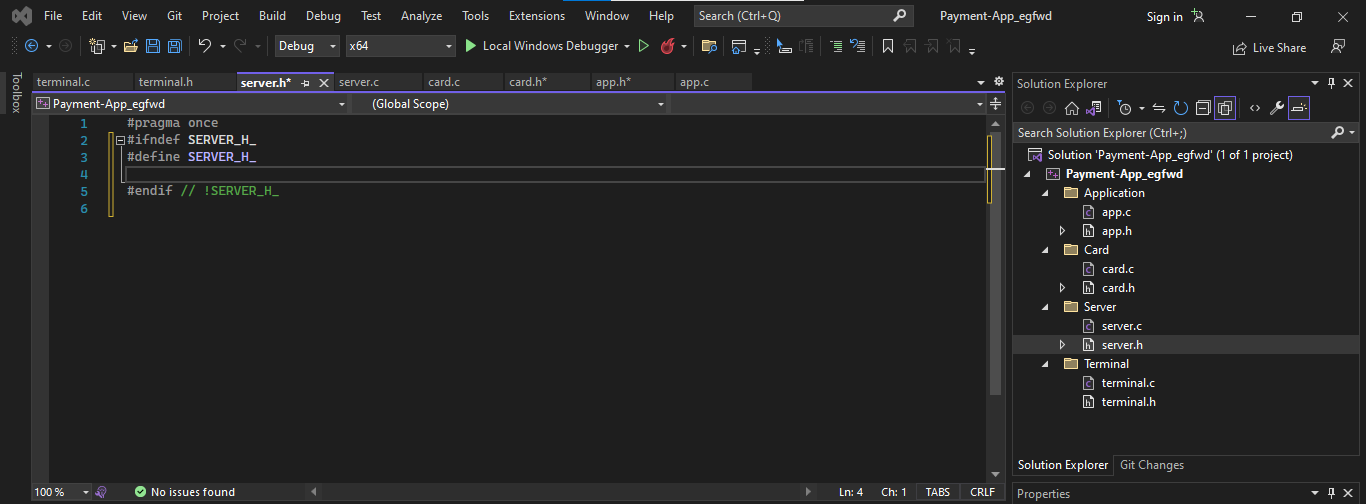 File Edit View Git Project Build Debug Test Analyze Tools Extensions Window Help Search (Ctrl+Q) Payment-App_egfwd Sign in
Debug x64 Local Windows Debugger Live Share
Toolbox
terminal.c terminal.h server.h* server.c card.c card.h* app.h* app.c
Payment-App_egfwd (Global Scope)
1 #pragma once
2 #ifndef SERVER_H_
3 #define SERVER_H_
4
5 #endif // !SERVER_H_
6
100 % No issues found Ln: 4 Ch: 1 TABS CRLF
Solution Explorer
Search Solution Explorer (Ctrl+;)
Solution 'Payment-App_egfwd' (1 of 1 project)
Payment-App_egfwd
Application
app.c
app.h
Card
card.c
card.h
Server
server.c
server.h
Terminal
terminal.c
terminal.h
Solution Explorer Git Changes
Properties